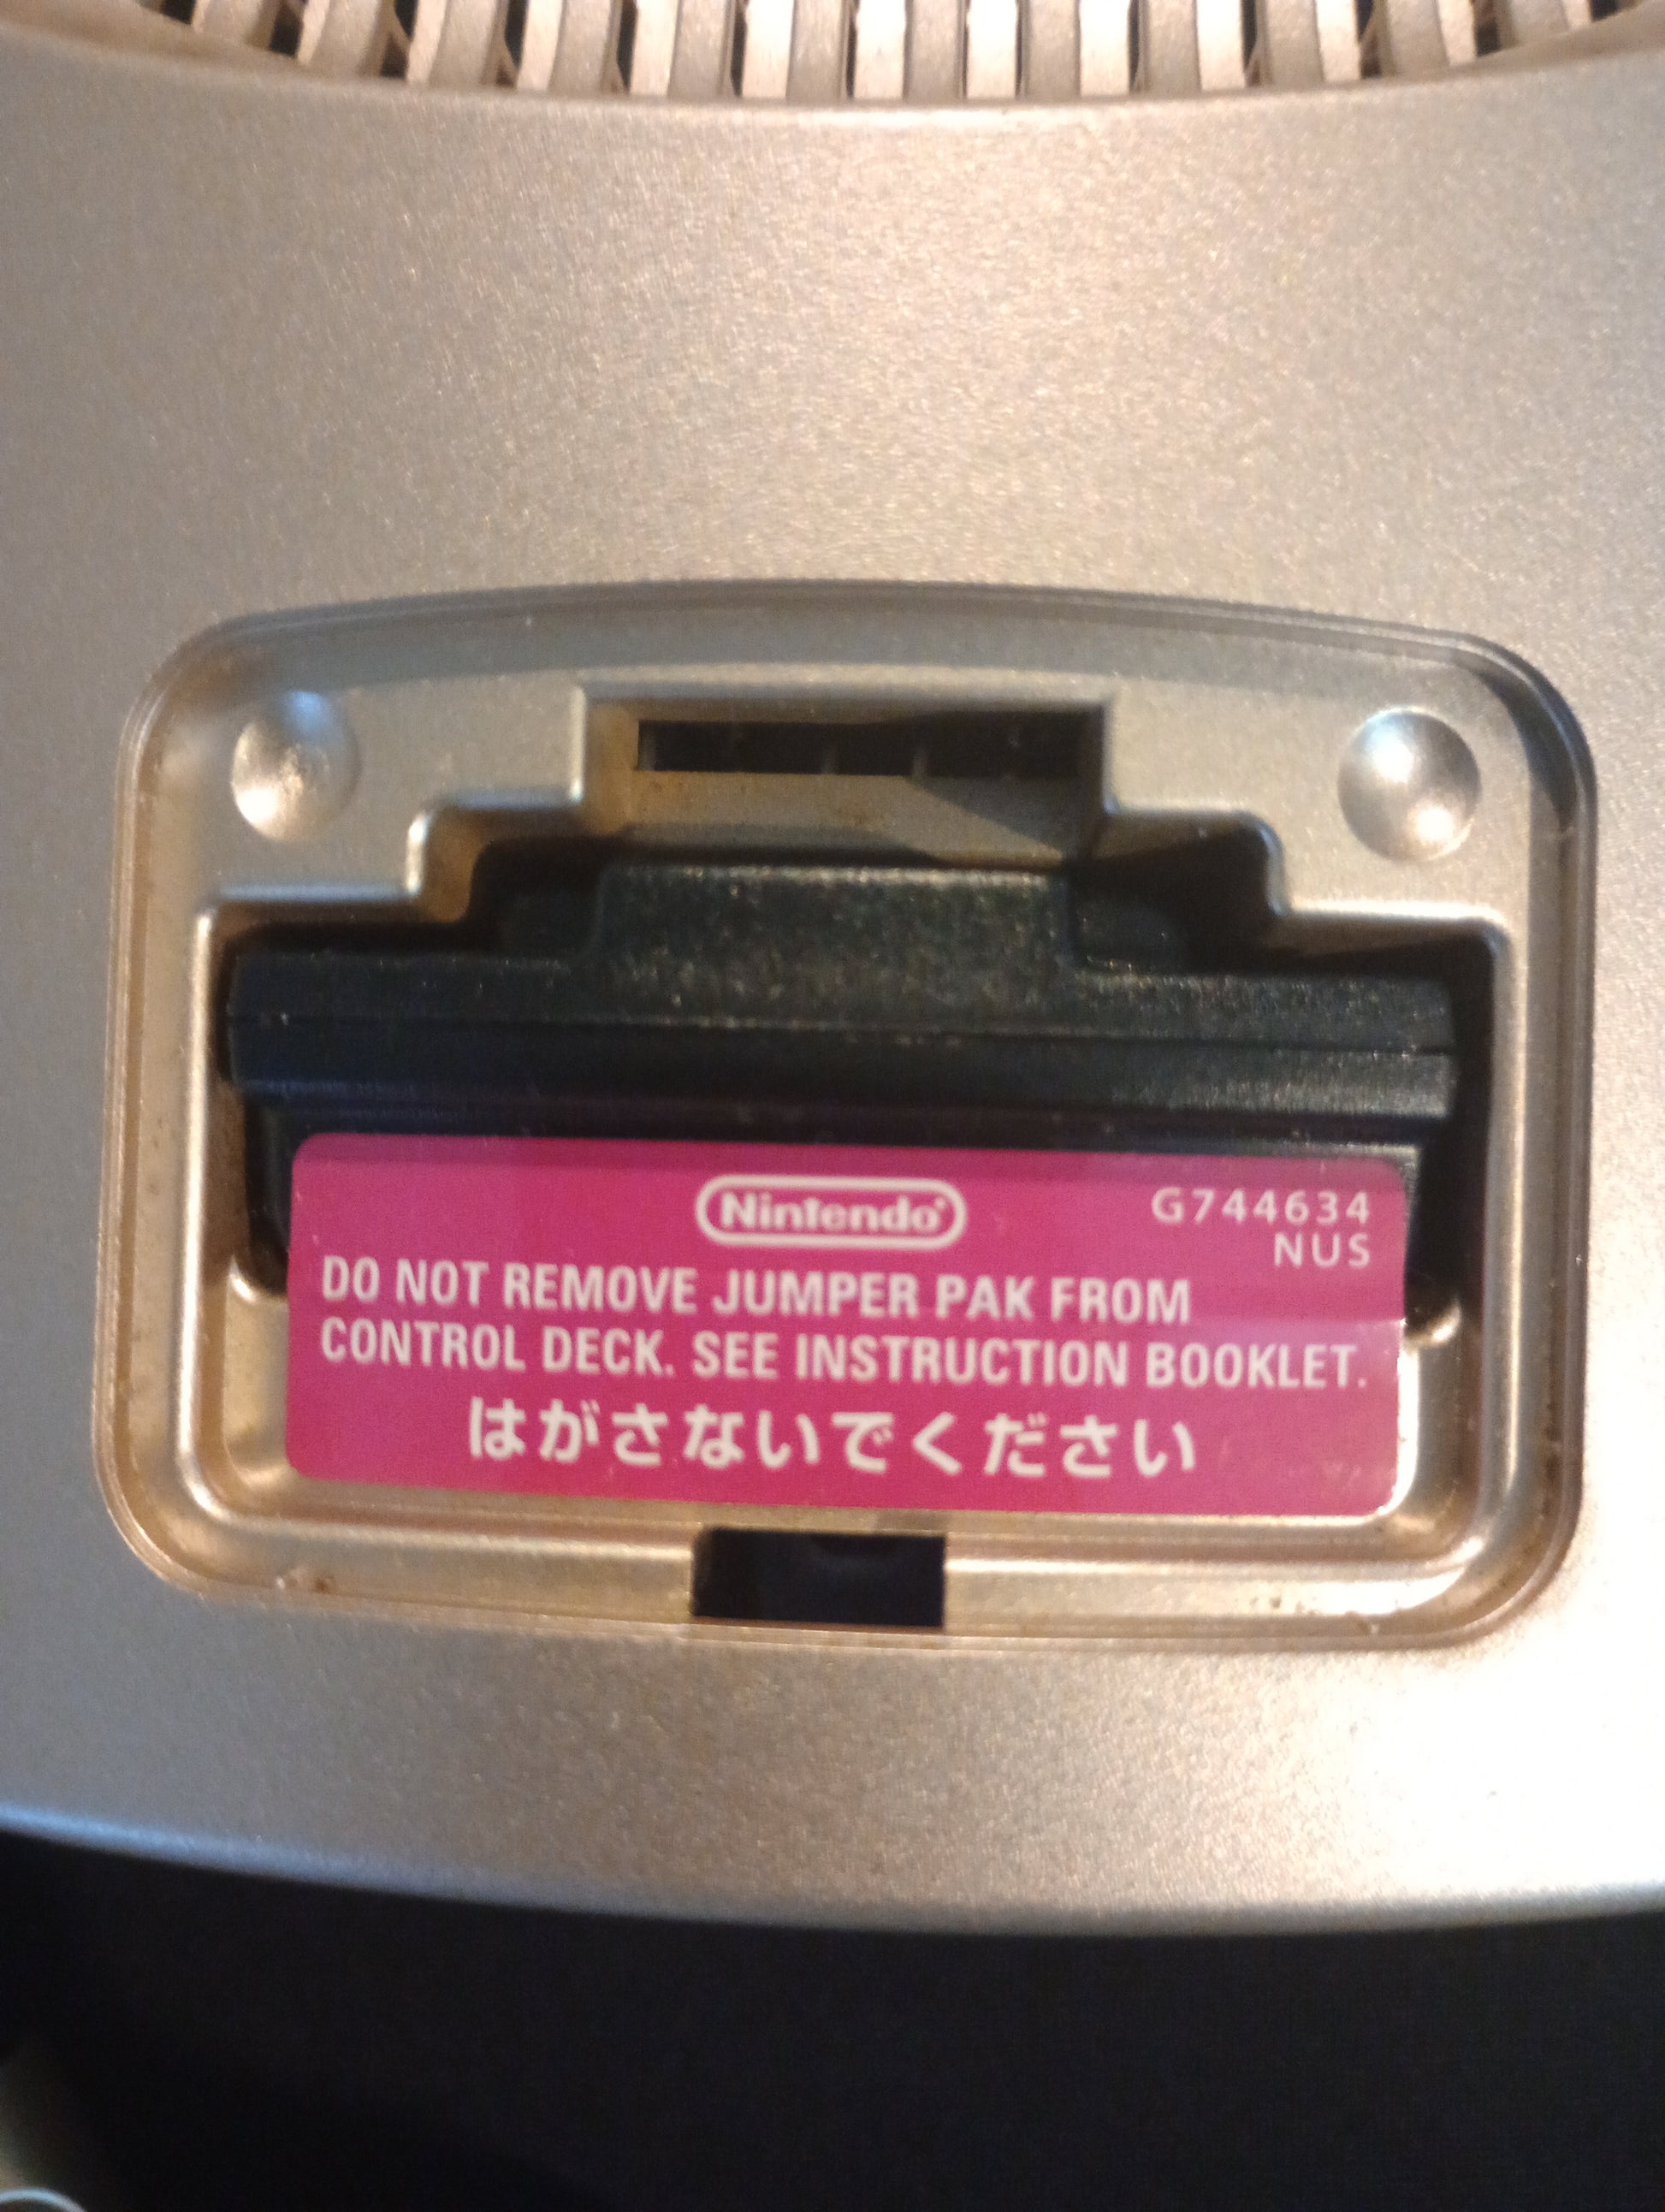 Nintendo®
G744634
NUS
DO NOT REMOVE JUMPER PAK FROM
CONTROL DECK. SEE INSTRUCTION BOOKLET.
はがさないでください